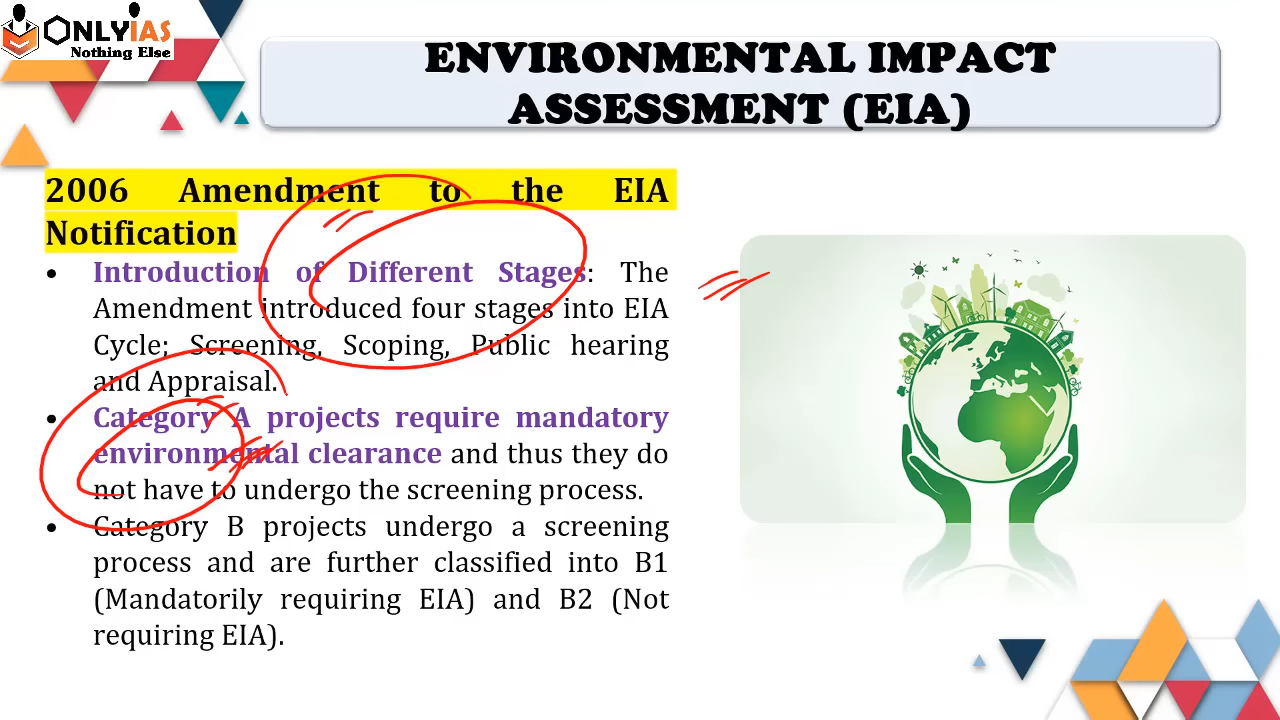 ONLYIAS
Nothing Else
ENVIRONMENTAL IMPACT
ASSESSMENT (EIA)
2006 Amendment to the EIA
Notification
• Introduction of Different Stages: The
Amendment introduced four stages into EIA
Cycle; Screening, Scoping, Public hearing
and Appraisal.
• Category A projects require mandatory
environmental clearance and thus they do
not have to undergo the screening process.
• Category B projects undergo a screening
process and are further classified into B1
(Mandatorily requiring EIA) and B2 (Not
requiring EIA).